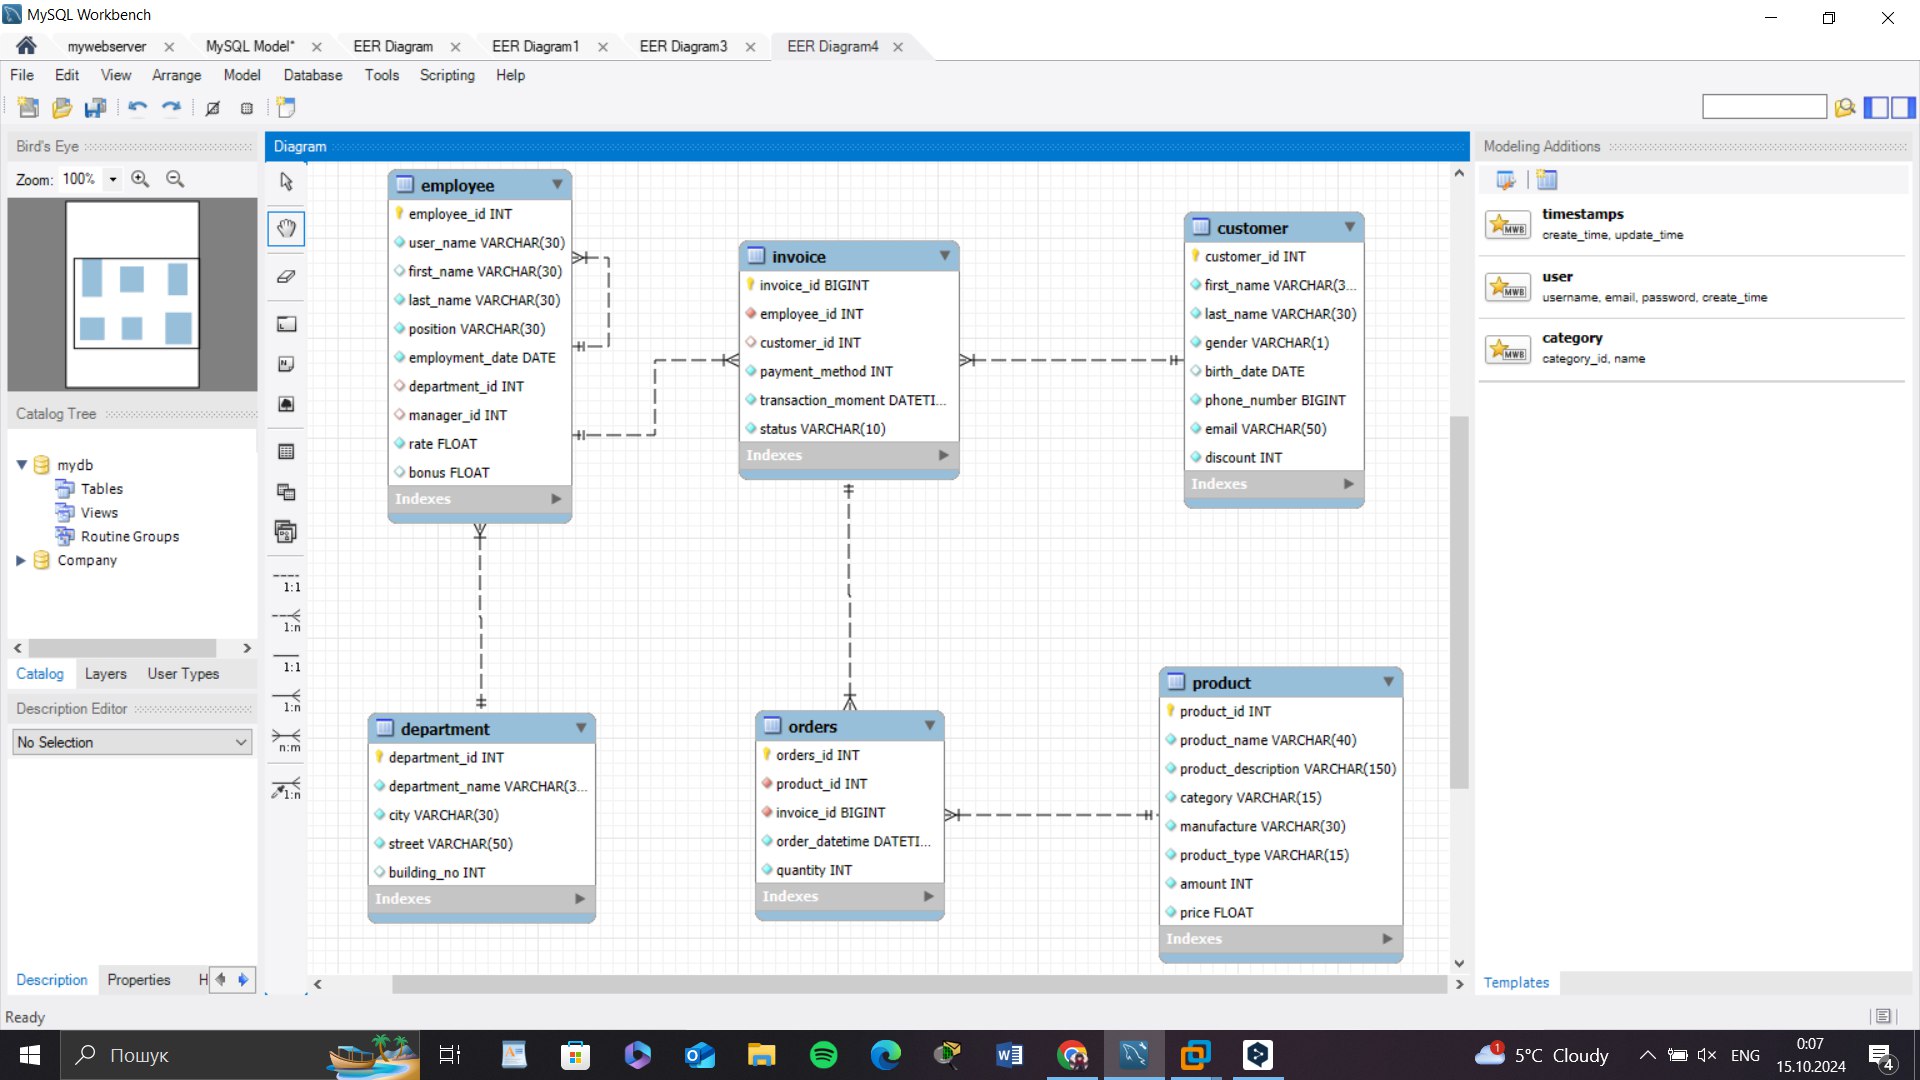 MySQL Workbench
mywebserver
MySQL Model*
EER Diagram
EER Diagram1
EER Diagram3
EER Diagram4
File Edit View Arrange Model Database Tools Scripting Help
Bird's Eye
Zoom: 100%
Catalog Tree
mydb
Tables
Views
Routine Groups
Company
Catalog Layers User Types
Description Editor
No Selection
Description Properties H
Ready
Diagram
1:1
1:n
1:1
1:n
n:m
1:n
employee
employee_id INT
user_name VARCHAR(30)
first_name VARCHAR(30)
last_name VARCHAR(30)
position VARCHAR(30)
employment_date DATE
department_id INT
manager_id INT
rate FLOAT
bonus FLOAT
Indexes
invoice
invoice_id BIGINT
employee_id INT
customer_id INT
payment_method INT
transaction_moment DATETI...
status VARCHAR(10)
Indexes
customer
customer_id INT
first_name VARCHAR(3...
last_name VARCHAR(30)
gender VARCHAR(1)
birth_date DATE
phone_number BIGINT
email VARCHAR(50)
discount INT
Indexes
department
department_id INT
department_name VARCHAR(3...
city VARCHAR(30)
street VARCHAR(50)
building_no INT
Indexes
orders
orders_id INT
product_id INT
invoice_id BIGINT
order_datetime DATETI...
quantity INT
Indexes
product
product_id INT
product_name VARCHAR(40)
product_description VARCHAR(150)
category VARCHAR(15)
manufacture VARCHAR(30)
product_type VARCHAR(15)
amount INT
price FLOAT
Indexes
Modeling Additions
MWB
timestamps
create_time, update_time
MWB
user
username, email, password, create_time
MWB
category
category_id, name
Templates
Пошук
1
5°C Cloudy
ENG
0:07
15.10.2024
4